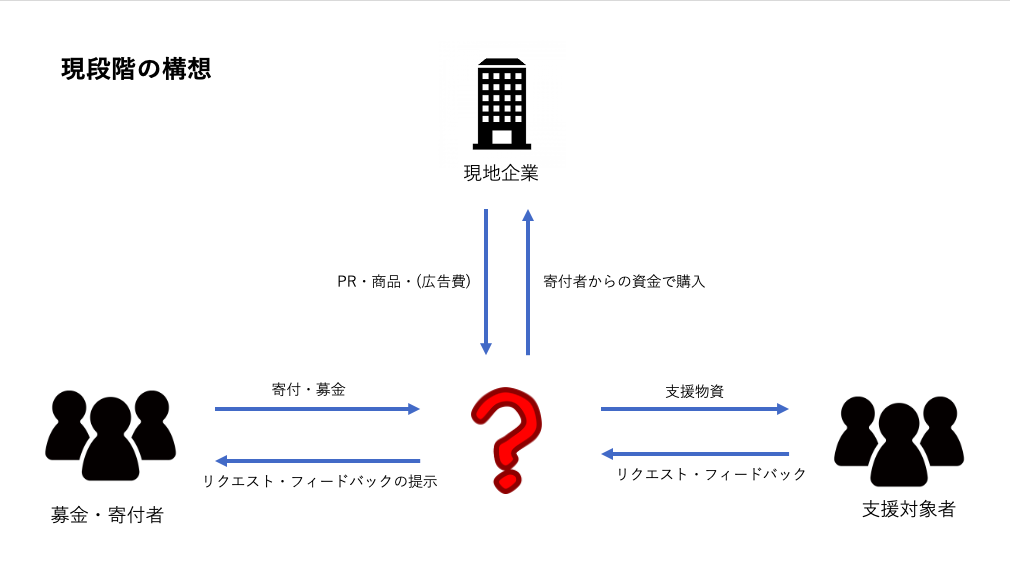 現段階の構想
現地企業
PR・商品・(広告費)
寄付者からの資金で購入
寄付・募金
支援物資
リクエスト・フィードバックの提示
リクエスト・フィードバック
募金・寄付者
支援対象者